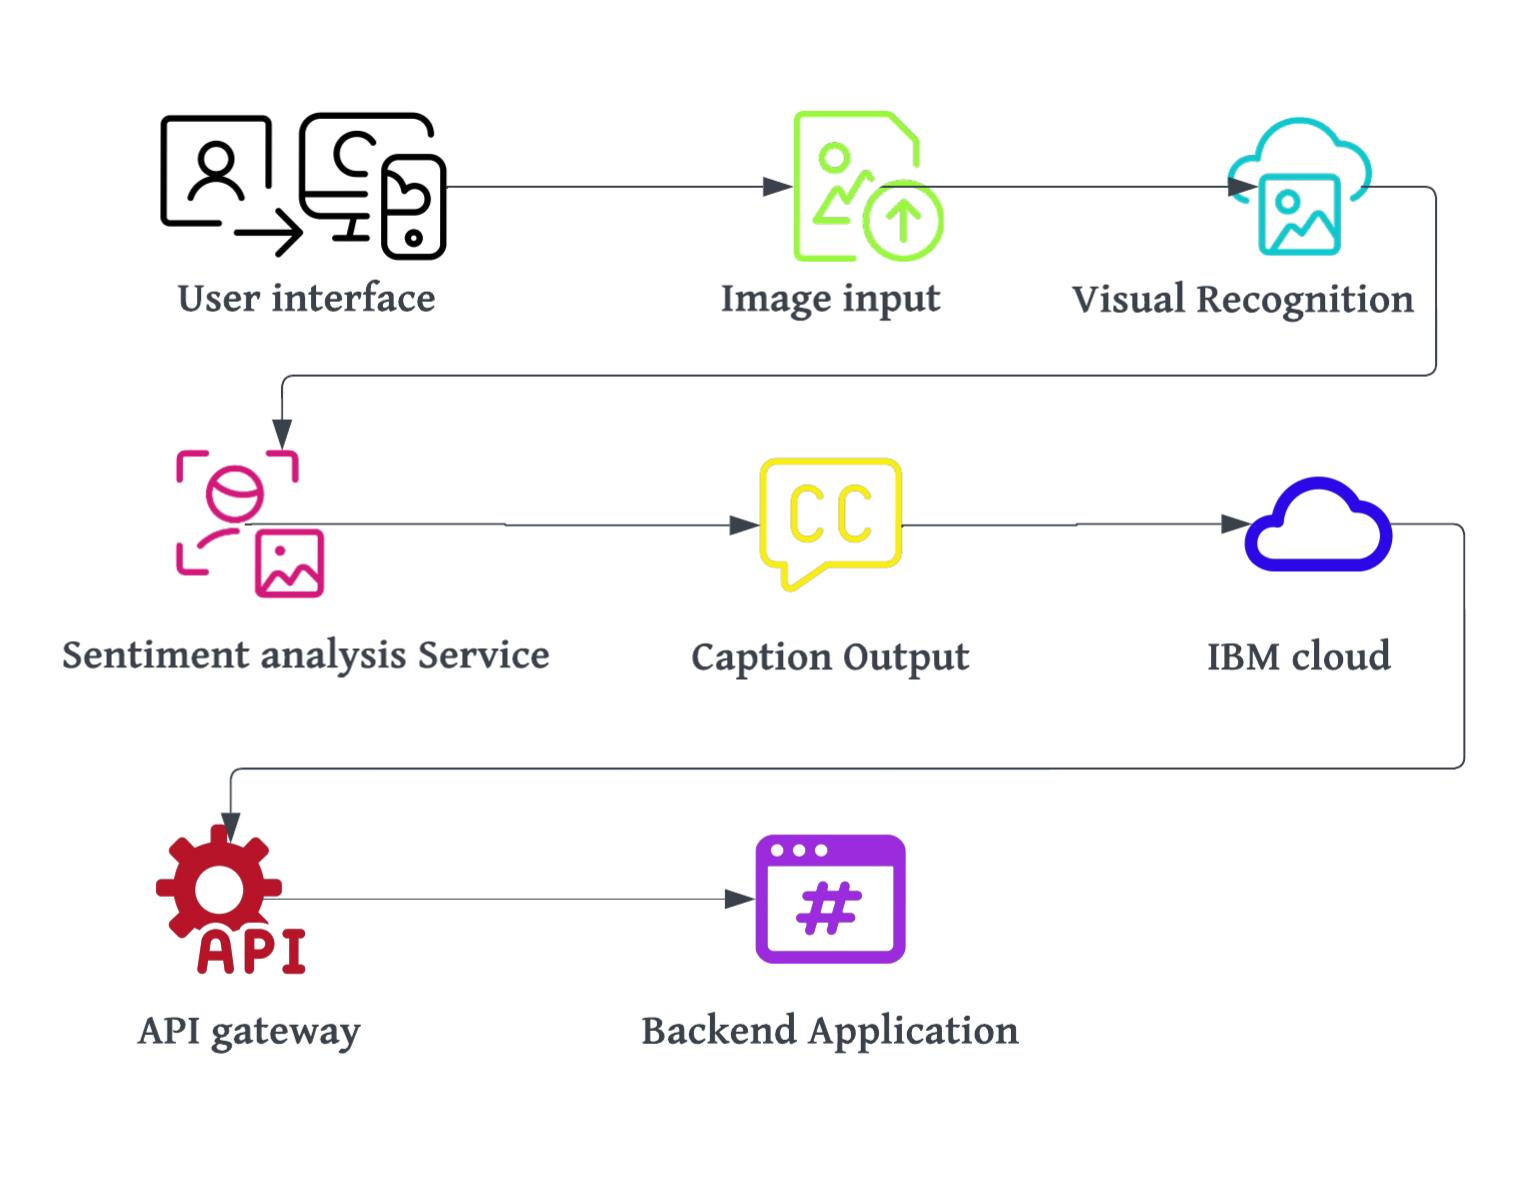 User interface
Image input
Visual Recognition
CC
Sentiment analysis Service
Caption Output
IBM cloud
API
#
API gateway
Backend Application